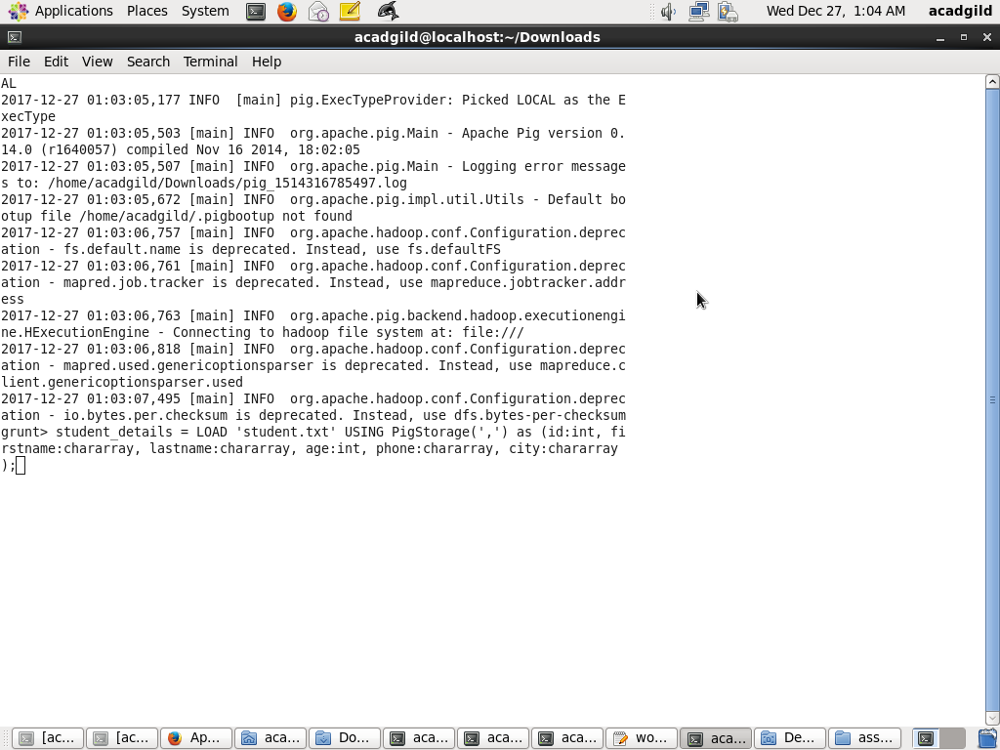 Applications Places System Wed Dec 27, 1:04 AM acadgild
acadgild@localhost:~/Downloads
File Edit View Search Terminal Help
AL
2017-12-27 01:03:05,177 INFO  [main] pig.ExecTypeProvider: Picked LOCAL as the E
xecType
2017-12-27 01:03:05,503 [main] INFO  org.apache.pig.Main - Apache Pig version 0.
14.0 (r1640057) compiled Nov 16 2014, 18:02:05
2017-12-27 01:03:05,507 [main] INFO  org.apache.pig.Main - Logging error message
s to: /home/acadgild/Downloads/pig_1514316785497.log
2017-12-27 01:03:05,672 [main] INFO  org.apache.pig.impl.util.Utils - Default bo
otup file /home/acadgild/.pigbootup not found
2017-12-27 01:03:06,757 [main] INFO  org.apache.hadoop.conf.Configuration.deprec
ation - fs.default.name is deprecated. Instead, use fs.defaultFS
2017-12-27 01:03:06,761 [main] INFO  org.apache.hadoop.conf.Configuration.deprec
ation - mapred.job.tracker is deprecated. Instead, use mapreduce.jobtracker.addr
ess
2017-12-27 01:03:06,763 [main] INFO  org.apache.pig.backend.hadoop.executionengi
ne.HExecutionEngine - Connecting to hadoop file system at: file:///
2017-12-27 01:03:06,818 [main] INFO  org.apache.hadoop.conf.Configuration.deprec
ation - mapred.used.genericoptionsparser is deprecated. Instead, use mapreduce.c
lient.genericoptionsparser.used
2017-12-27 01:03:07,495 [main] INFO  org.apache.hadoop.conf.Configuration.deprec
ation - io.bytes.per.checksum is deprecated. Instead, use dfs.bytes-per-checksum
grunt> student_details = LOAD 'student.txt' USING PigStorage(',') as (id:int, fi
rstname:chararray, lastname:chararray, age:int, phone:chararray, city:chararray
);
[ac... [ac... Ap... aca... Do... aca... aca... aca... wo... aca... De... ass...